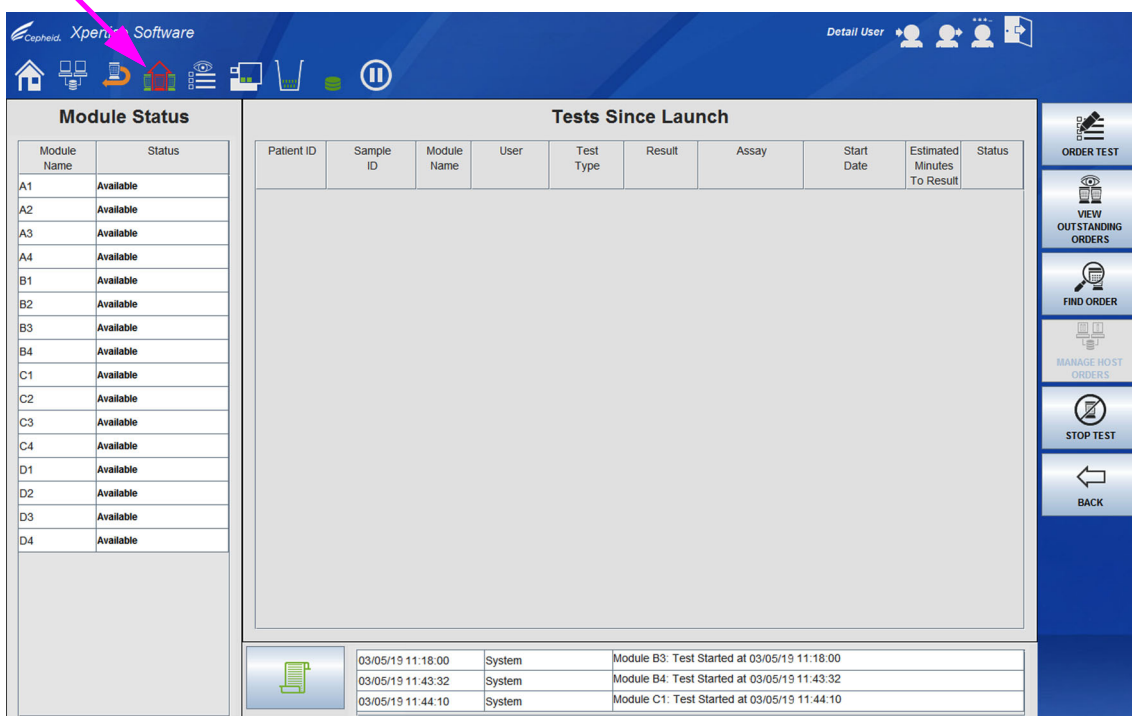 Cepheid. Xpertise Software
Detail User
Module Status
Tests Since Launch
Module Name Status
Patient ID Sample ID Module Name User Test Type Result Assay Start Date Estimated Minutes To Result Status
A1 Available
A2 Available
A3 Available
A4 Available
B1 Available
B2 Available
B3 Available
B4 Available
C1 Available
C2 Available
C3 Available
C4 Available
D1 Available
D2 Available
D3 Available
D4 Available
03/05/19 11:18:00 System Module B3: Test Started at 03/05/19 11:18:00
03/05/19 11:43:32 System Module B4: Test Started at 03/05/19 11:43:32
03/05/19 11:44:10 System Module C1: Test Started at 03/05/19 11:44:10
ORDER TEST
VIEW
OUTSTANDING
ORDERS
FIND ORDER
MANAGE HOST
ORDERS
STOP TEST
BACK